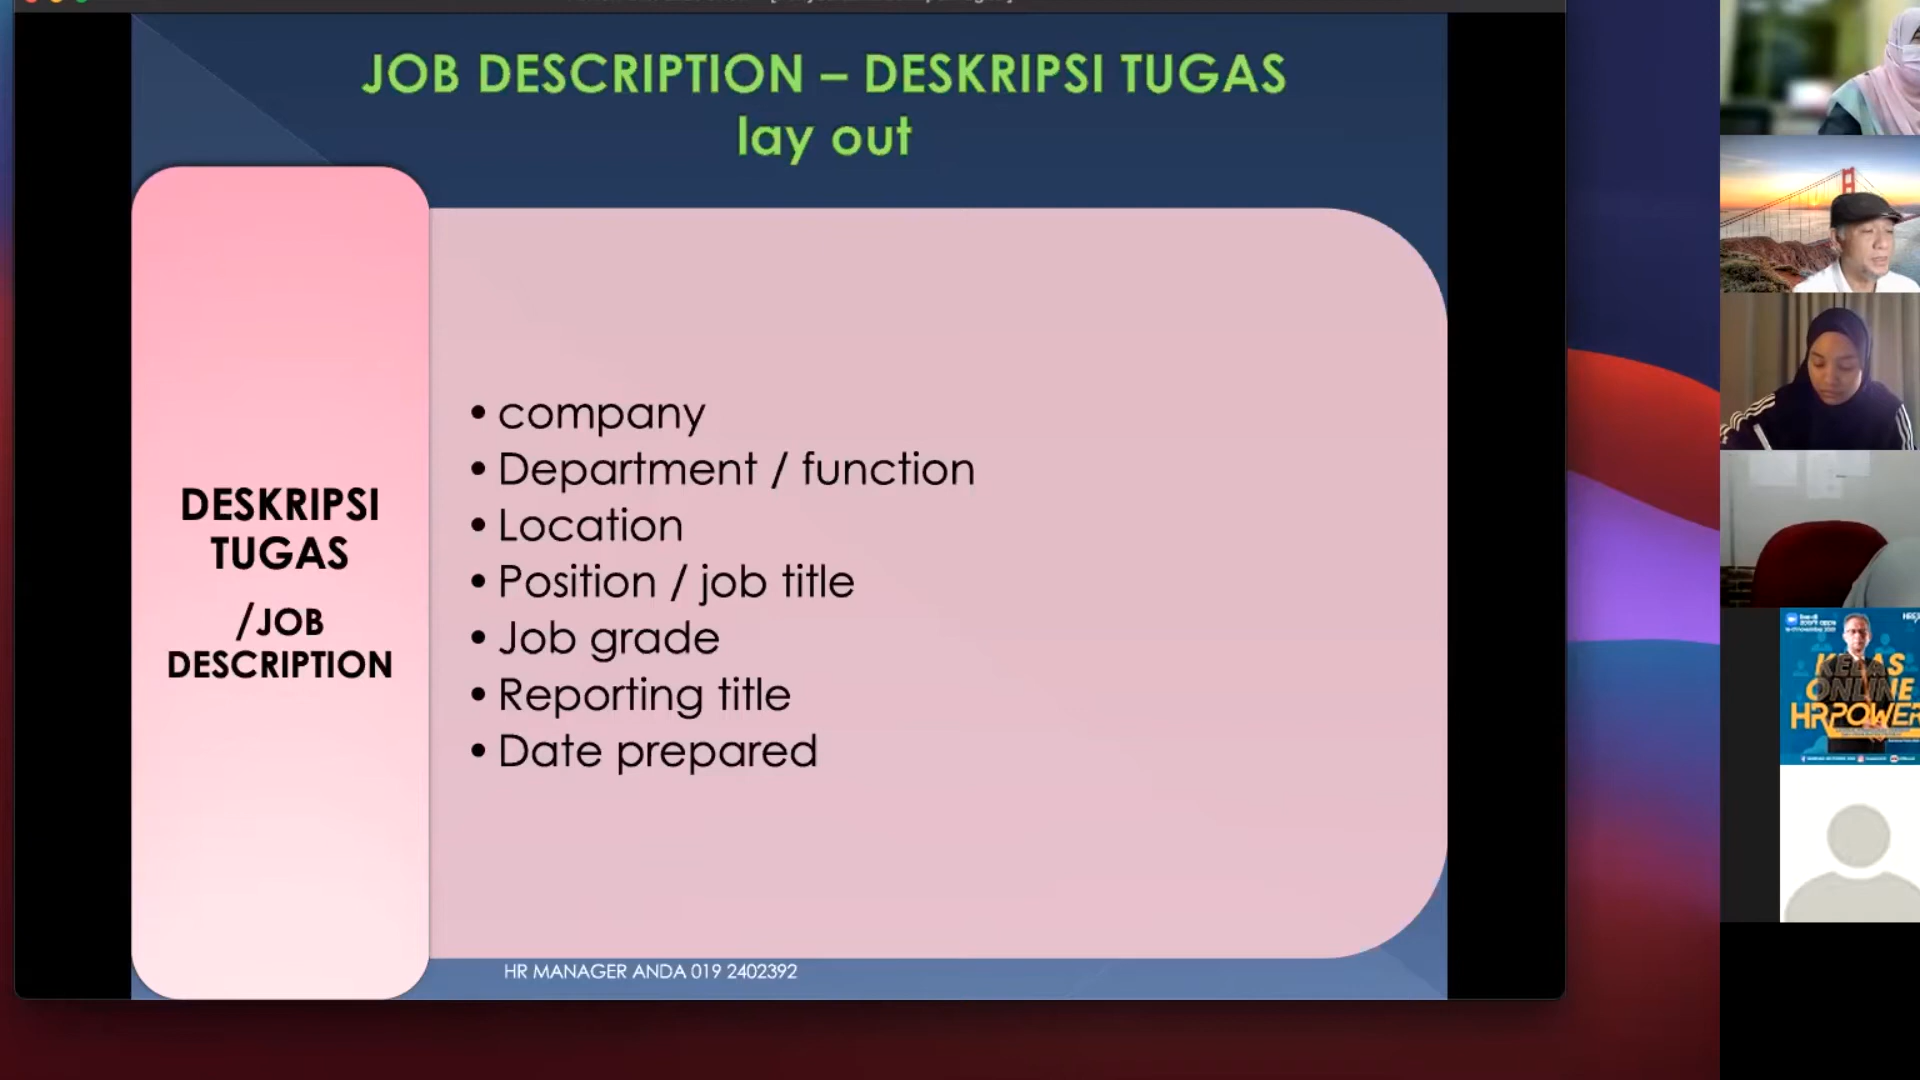 JOB DESCRIPTION – DESKRIPSI TUGAS
lay out
DESKRIPSI
TUGAS
/JOB
DESCRIPTION
• company
• Department / function
• Location
• Position / job title
• Job grade
• Reporting title
• Date prepared
HR MANAGER ANDA 019 2402392
KELAS
ONLINE
HRPOWER